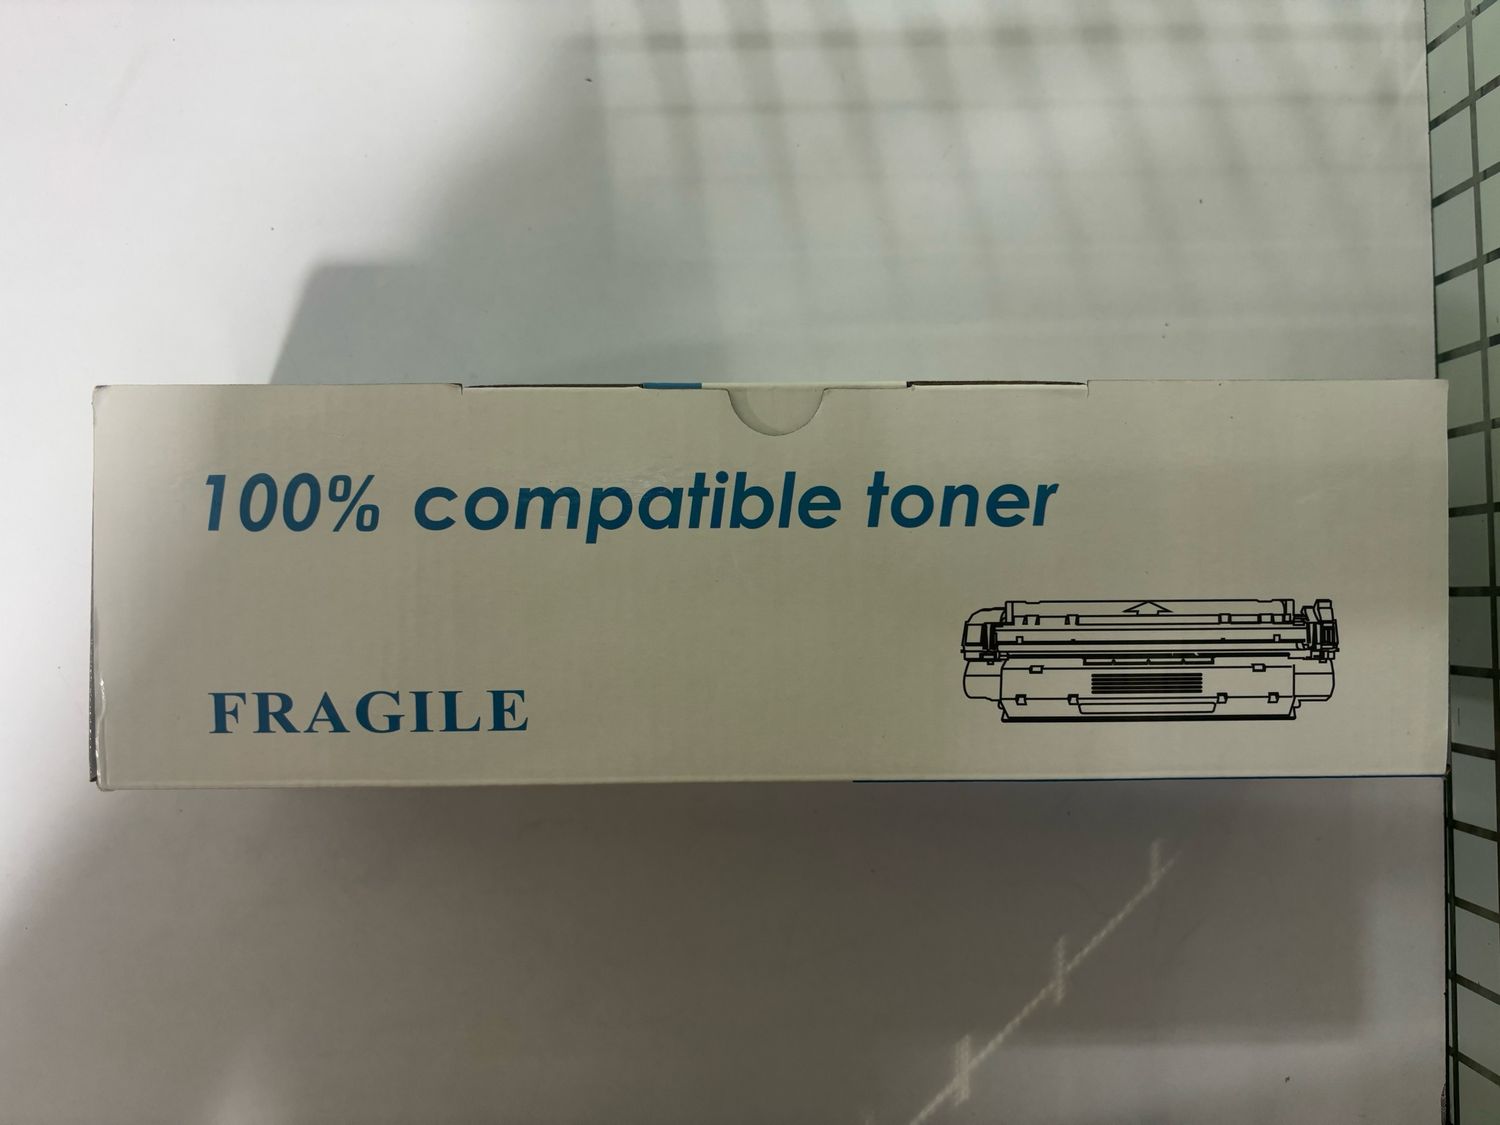 100% compatible toner
FRAGILE